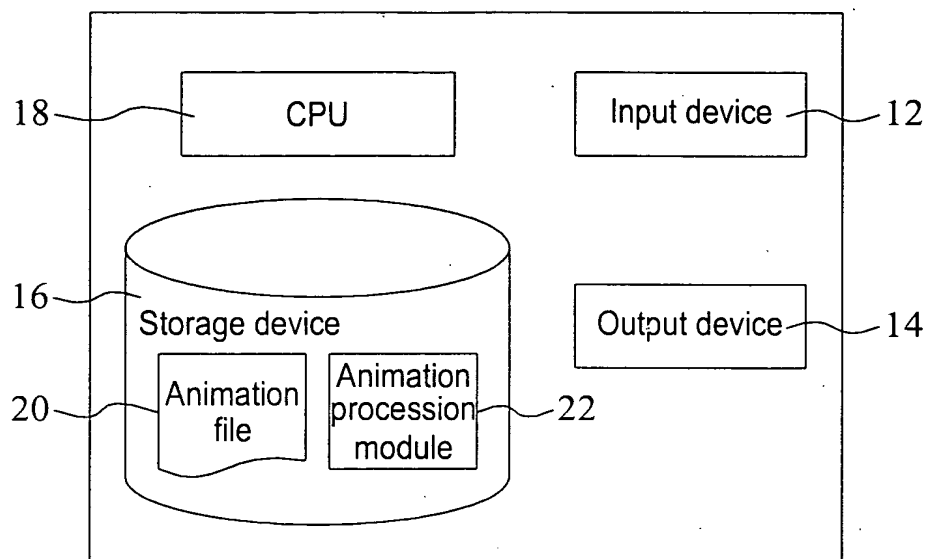 18
CPU
Input device
12
16
Storage device
Output device
14
20
Animation
file
Animation
procession
module
22